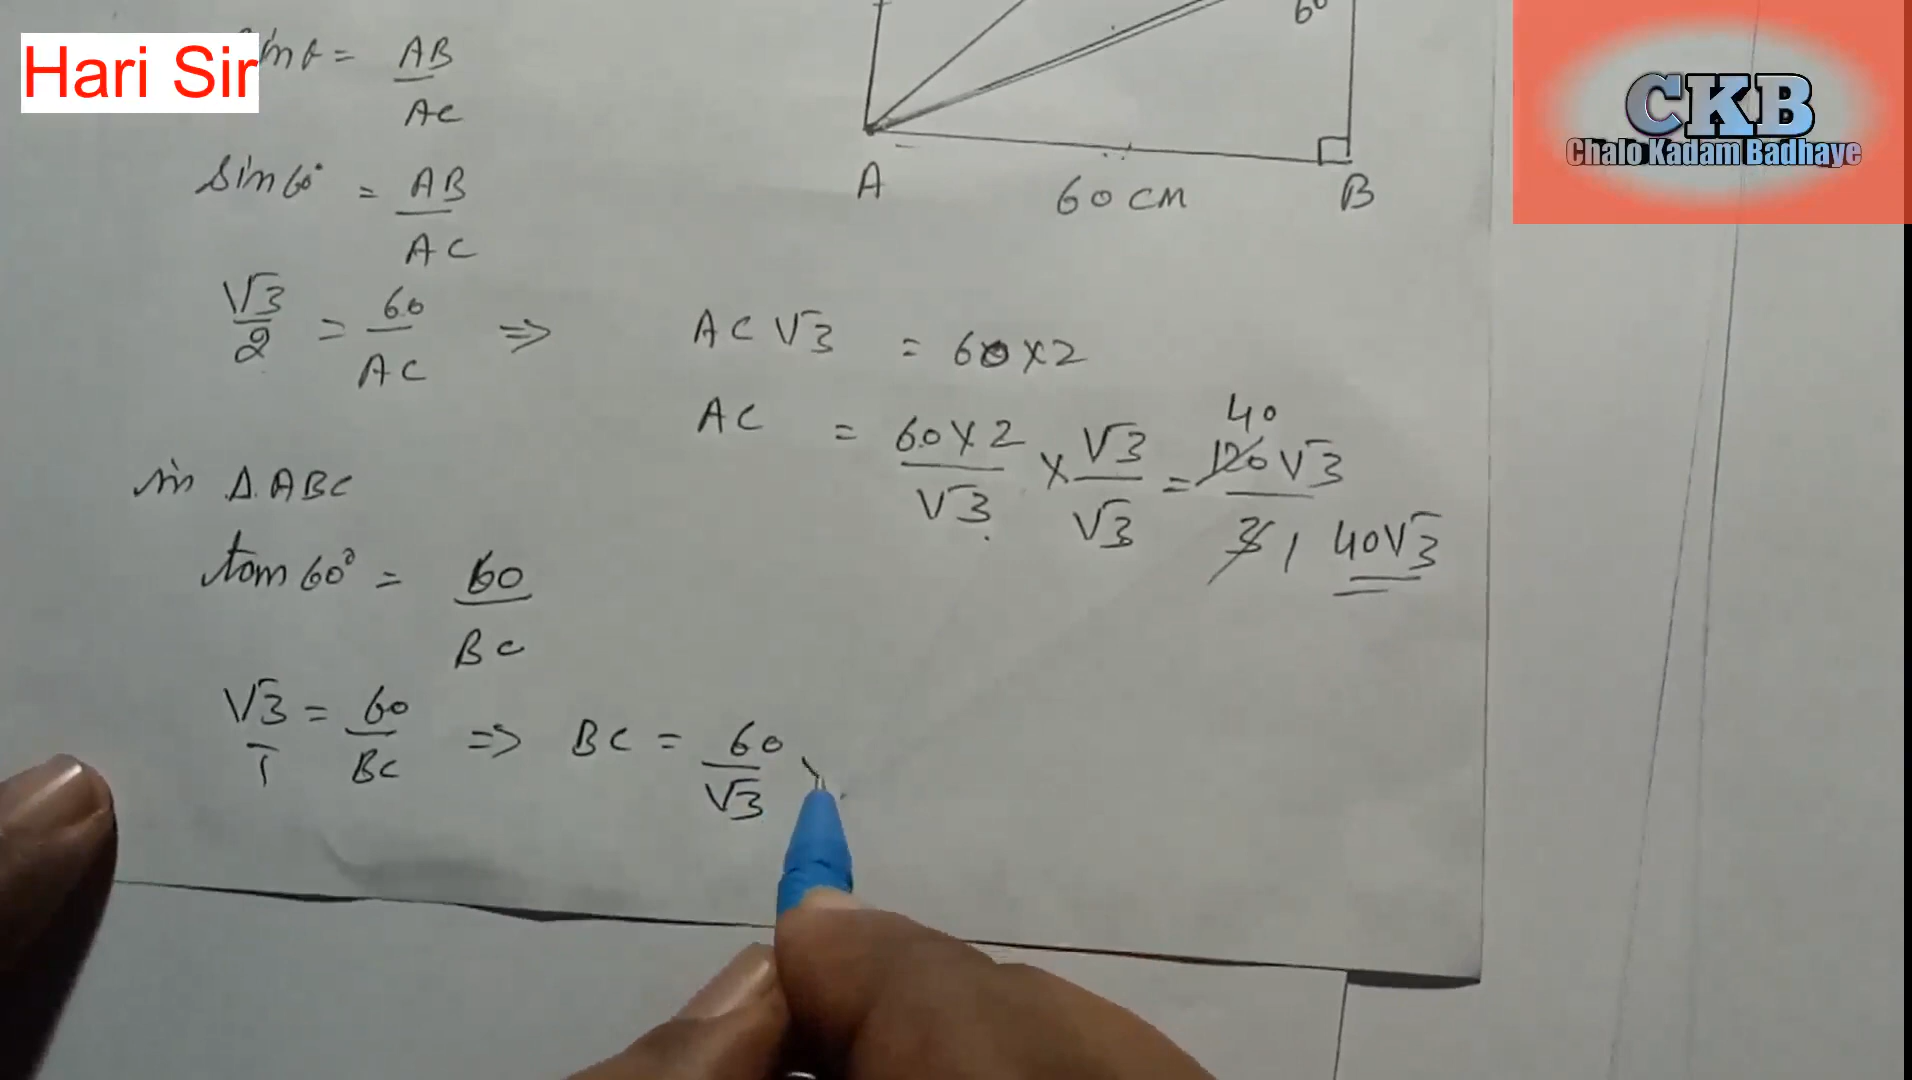 Hari Sir
CKB
Chalo Kadam Badhaye
= AB
AC
60
A
60 CM
B
Sin 60° = AB
AC
√3/2 = 60/AC ⇒ AC√3 = 60×2
AC = 60×2/√3 × √3/√3 = 120√3/3
40
1
40√3
in Δ ABC
tan 60° = 60
BC
√3/1 = 60/BC ⇒ BC = 60/√3